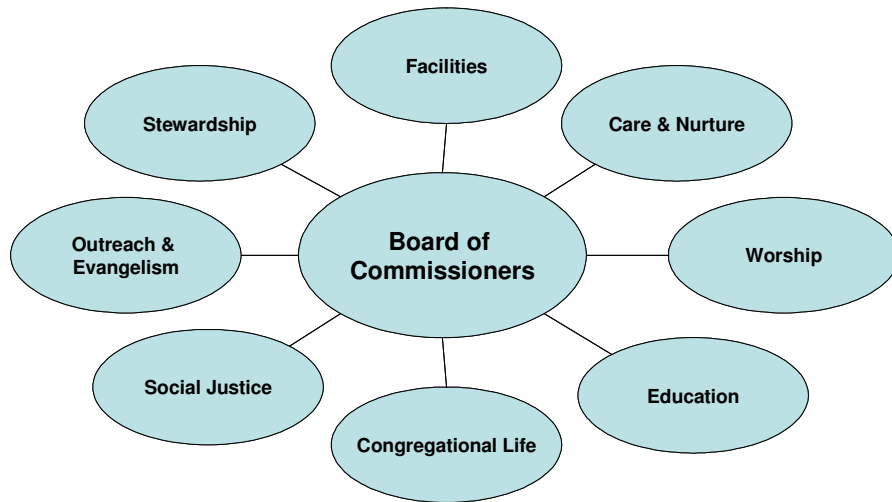 Facilities
Stewardship
Care & Nurture
Outreach &
Evangelism
Board of
Commissioners
Worship
Social Justice
Education
Congregational Life